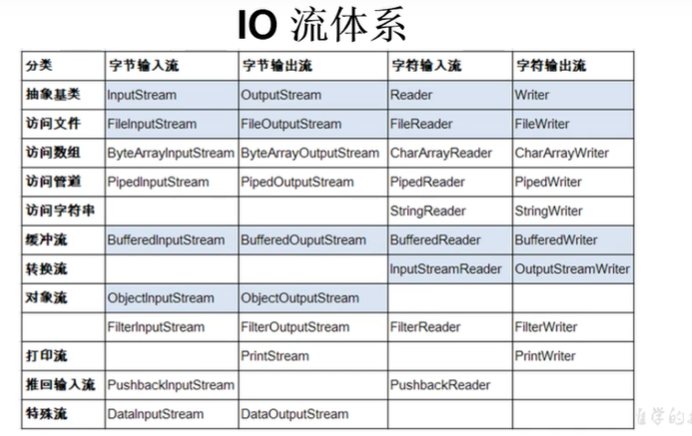 IO 流体系
分类 字节输入流 字节输出流 字符输入流 字符输出流
抽象基类 InputStream OutputStream Reader Writer
访问文件 FileInputStream FileOutputStream FileReader FileWriter
访问数组 ByteArrayInputStream ByteArrayOutputStream CharArrayReader CharArrayWriter
访问管道 PipedInputStream PipedOutputStream PipedReader PipedWriter
访问字符串 StringReader StringWriter
缓冲流 BufferedInputStream BufferedOuputStream BufferedReader BufferedWriter
转换流 InputStreamReader OutputStreamWriter
对象流 ObjectInputStream ObjectOutputStream
FilterInputStream FilterOutputStream FilterReader FilterWriter
打印流 PrintStream PrintWriter
推回输入流 PushbackInputStream PushbackReader
特殊流 DataInputStream DataOutputStream